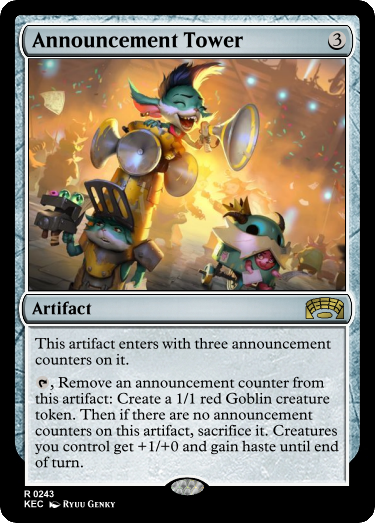 Announcement Tower 3
Artifact
This artifact enters with three announcement
counters on it.
, Remove an announcement counter from
this artifact: Create a 1/1 red Goblin creature
token. Then if there are no announcement
counters on this artifact, sacrifice it. Creatures
you control get +1/+0 and gain haste until end
of turn.
R 0243
KEC Ryuu Genky